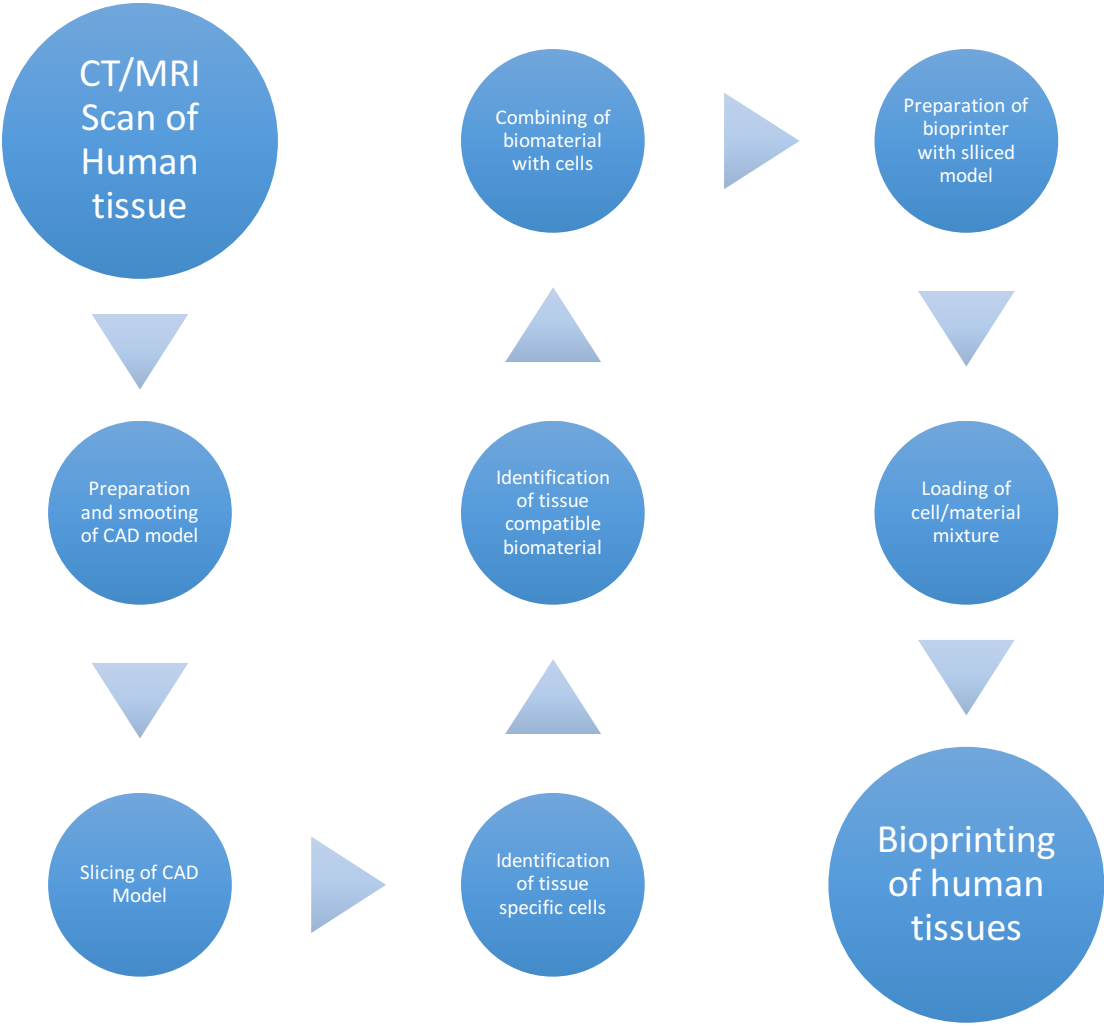 CT/MRI
Scan of
Human
tissue
Preparation
and smooting
of CAD model
Slicing of CAD
Model
Identification
of tissue
specific cells
Identification
of tissue
compatible
biomaterial
Combining of
biomaterial
with cells
Preparation of
bioprinter
with slliced
model
Loading of
cell/material
mixture
Bioprinting
of human
tissues